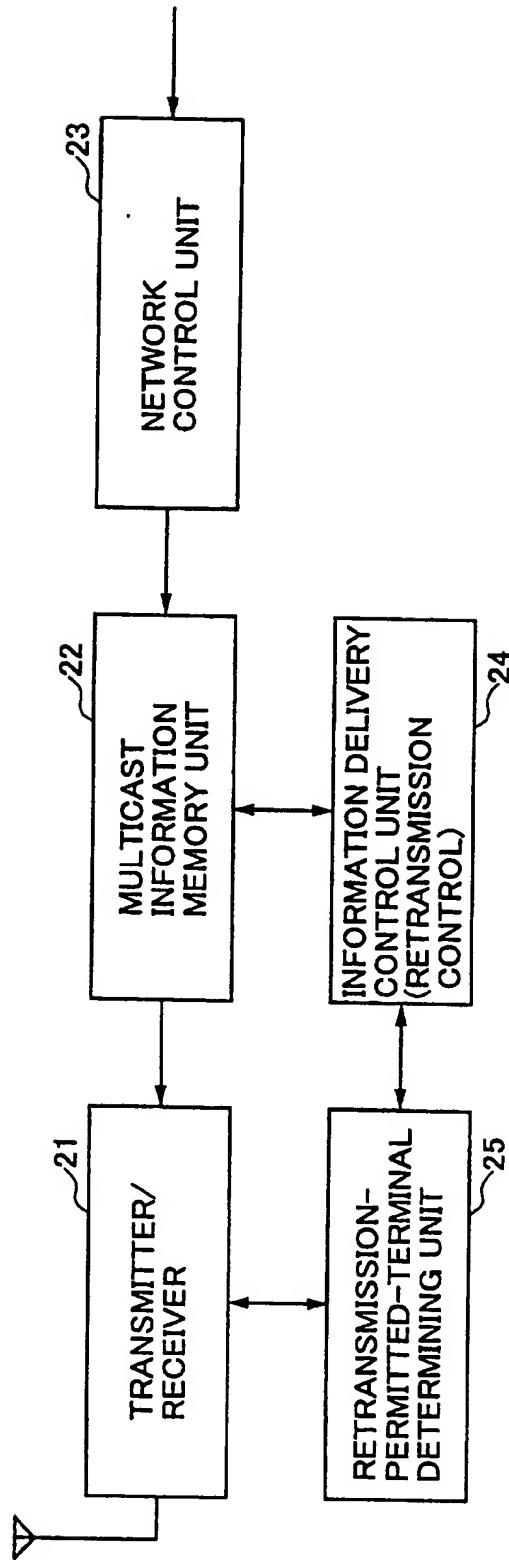 21
TRANSMITTER/
RECEIVER
22
MULTICAST
INFORMATION
MEMORY UNIT
23
NETWORK
CONTROL UNIT
RETRANSMISSION-
PERMITTED-TERMINAL
DETERMINING UNIT
25
INFORMATION DELIVERY
CONTROL UNIT
(RETRANSMISSION
CONTROL)
24